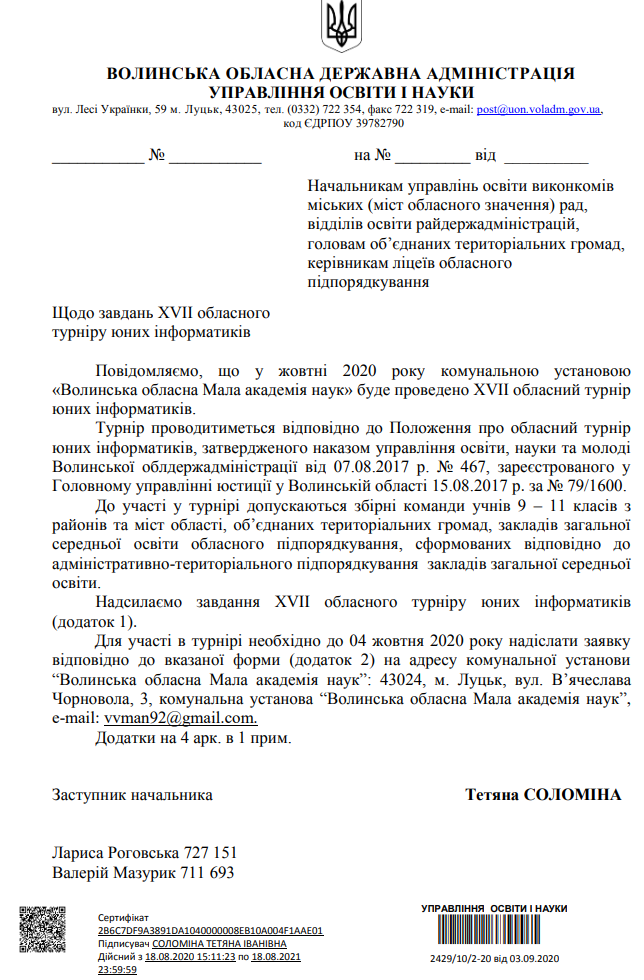 ВОЛИНСЬКА ОБЛАСНА ДЕРЖАВНА АДМІНІСТРАЦІЯ
УПРАВЛІННЯ ОСВІТИ І НАУКИ
вул. Лесі Українки, 59 м. Луцьк, 43025, тел. (0332) 722 354, факс 722 319, e-mail: post@uon.voladm.gov.ua,
код ЄДРПОУ 39782790
_____________ № ___________ на № _________ від __________
Начальникам управлінь освіти виконкомів
міських (міст обласного значення) рад,
відділів освіти райдержадміністрацій,
головам об’єднаних територіальних громад,
керівникам ліцеїв обласного
підпорядкування
Щодо завдань XVII обласного
турніру юних інформатиків
Повідомляємо, що у жовтні 2020 року комунальною установою
«Волинська обласна Мала академія наук» буде проведено XVII обласний турнір
юних інформатиків.
Турнір проводитиметься відповідно до Положення про обласний турнір
юних інформатиків, затвердженого наказом управління освіти, науки та молоді
Волинської облдержадміністрації від 07.08.2017 р. № 467, зареєстрованого у
Головному управлінні юстиції у Волинській області 15.08.2017 р. за № 79/1600.
До участі у турнірі допускаються збірні команди учнів 9 – 11 класів з
районів та міст області, об’єднаних територіальних громад, закладів загальної
середньої освіти обласного підпорядкування, сформованих відповідно до
адміністративно-територіального підпорядкування закладів загальної середньої
освіти.
Надсилаємо завдання XVII обласного турніру юних інформатиків
(додаток 1).
Для участі в турнірі необхідно до 04 жовтня 2020 року надіслати заявку
відповідно до вказаної форми (додаток 2) на адресу комунальної установи
“Волинська обласна Мала академія наук”: 43024, м. Луцьк, вул. В’ячеслава
Чорновола, 3, комунальна установа “Волинська обласна Мала академія наук”,
e-mail: vvman92@gmail.com.
Додатки на 4 арк. в 1 прим.
Заступник начальника Тетяна СОЛОМІНА
Лариса Роговська 727 151
Валерій Мазурик 711 693
Сертифікат
2B6C7DF9A3891DA1040000008EB10A004F1AAE01
Підписувач СОЛОМІНА ТЕТЯНА ІВАНІВНА
Дійсний з 18.08.2020 15:11:23 по 18.08.2021
23:59:59
УПРАВЛІННЯ ОСВІТИ І НАУКИ
2429/10/2-20 від 03.09.2020